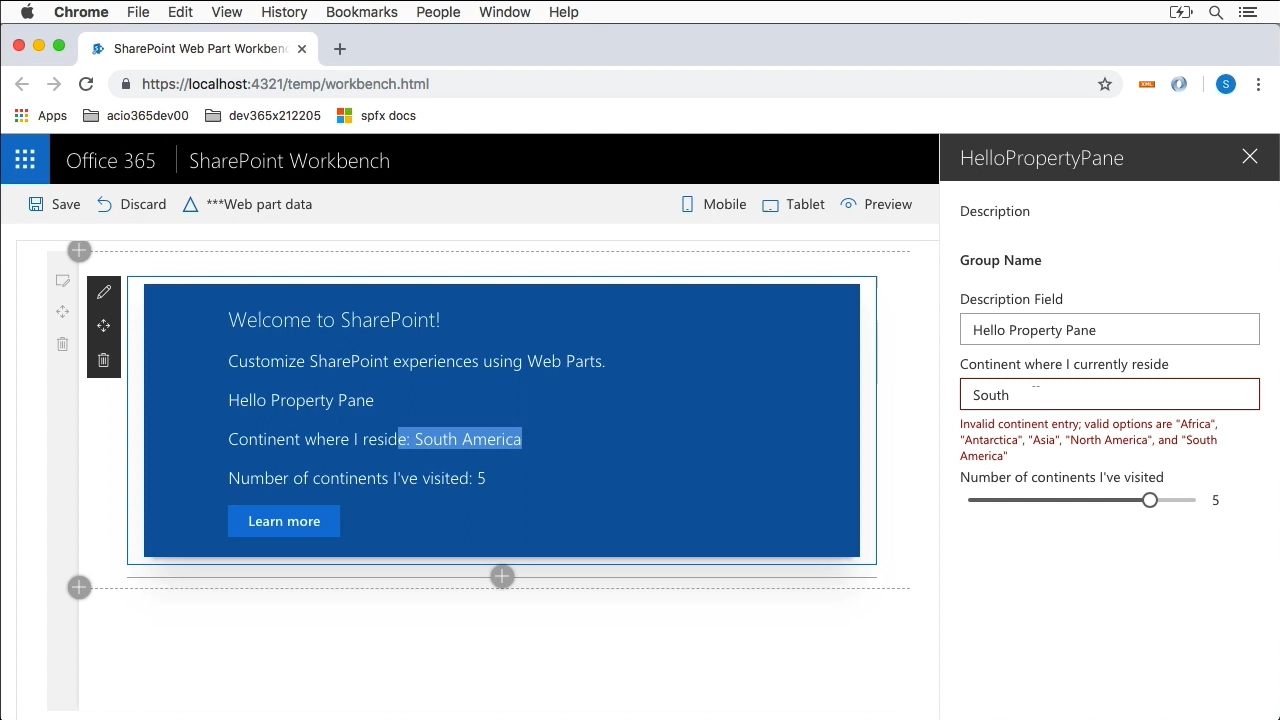 Chrome File Edit View History Bookmarks People Window Help
SharePoint Web Part Workbenc
https://localhost:4321/temp/workbench.html
S
Apps acio365dev00 dev365x212205 spfx docs
Office 365 SharePoint Workbench
Save Discard ***Web part data Mobile Tablet Preview
Welcome to SharePoint!
Customize SharePoint experiences using Web Parts.
Hello Property Pane
Continent where I reside: South America
Number of continents I've visited: 5
Learn more
HelloPropertyPane
Description
Group Name
Description Field
Hello Property Pane
Continent where I currently reside
South
Invalid continent entry; valid options are "Africa",
"Antarctica", "Asia", "North America", and "South
America"
Number of continents I've visited
5